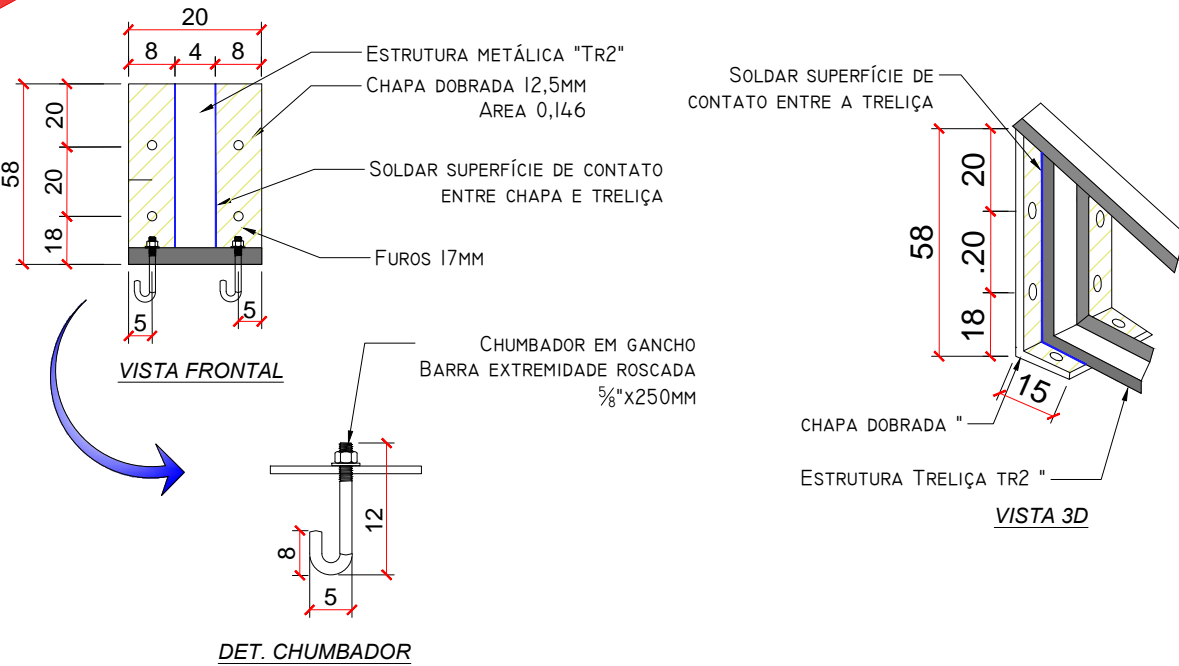 20
8 4 8
ESTRUTURA METÁLICA "TR2"
CHAPA DOBRADA 12,5MM
AREA 0,146
58
20
20
18
SOLDAR SUPERFÍCIE DE CONTATO
ENTRE CHAPA E TRELIÇA
FUROS 17MM
5 5
VISTA FRONTAL
CHUMBADOR EM GANCHO
BARRA EXTREMIDADE ROSCADA
⅝"X250MM
12
8
5
DET. CHUMBADOR
SOLDAR SUPERFÍCIE DE
CONTATO ENTRE A TRELIÇA
58
20
.20
18
15
CHAPA DOBRADA "
ESTRUTURA TRELIÇA TR2 "
VISTA 3D